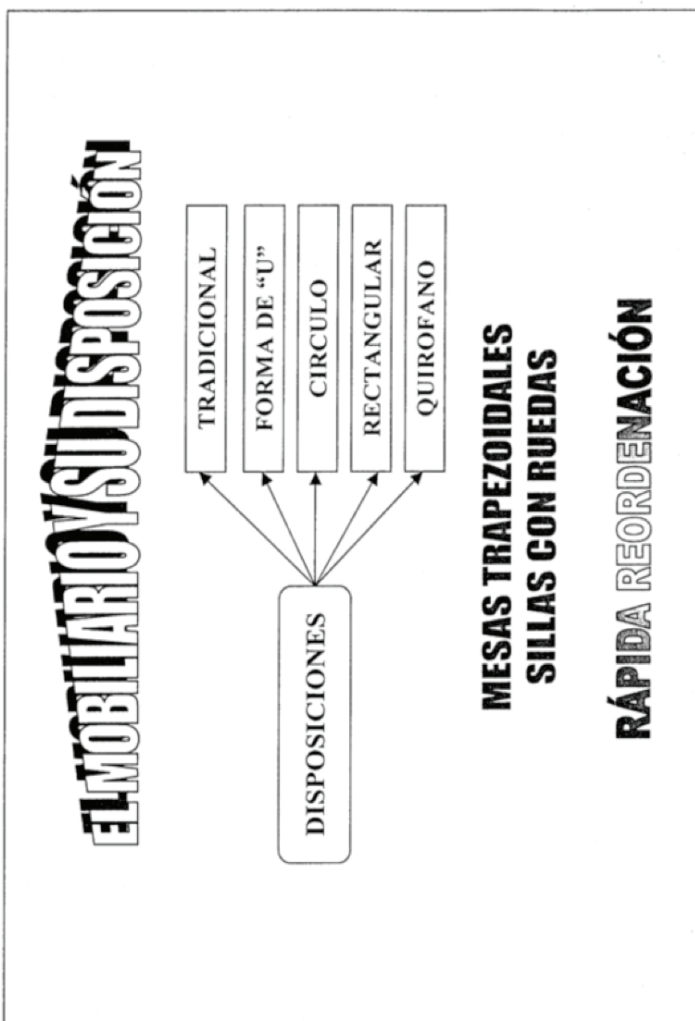 EL MOBILIARIO Y SU DISPOSICIÓN
DISPOSICIONES
TRADICIONAL
FORMA DE “U”
CIRCULO
RECTANGULAR
QUIROFANO
MESAS TRAPEZOIDALES
SILLAS CON RUEDAS
RÁPIDA REORDENACIÓN